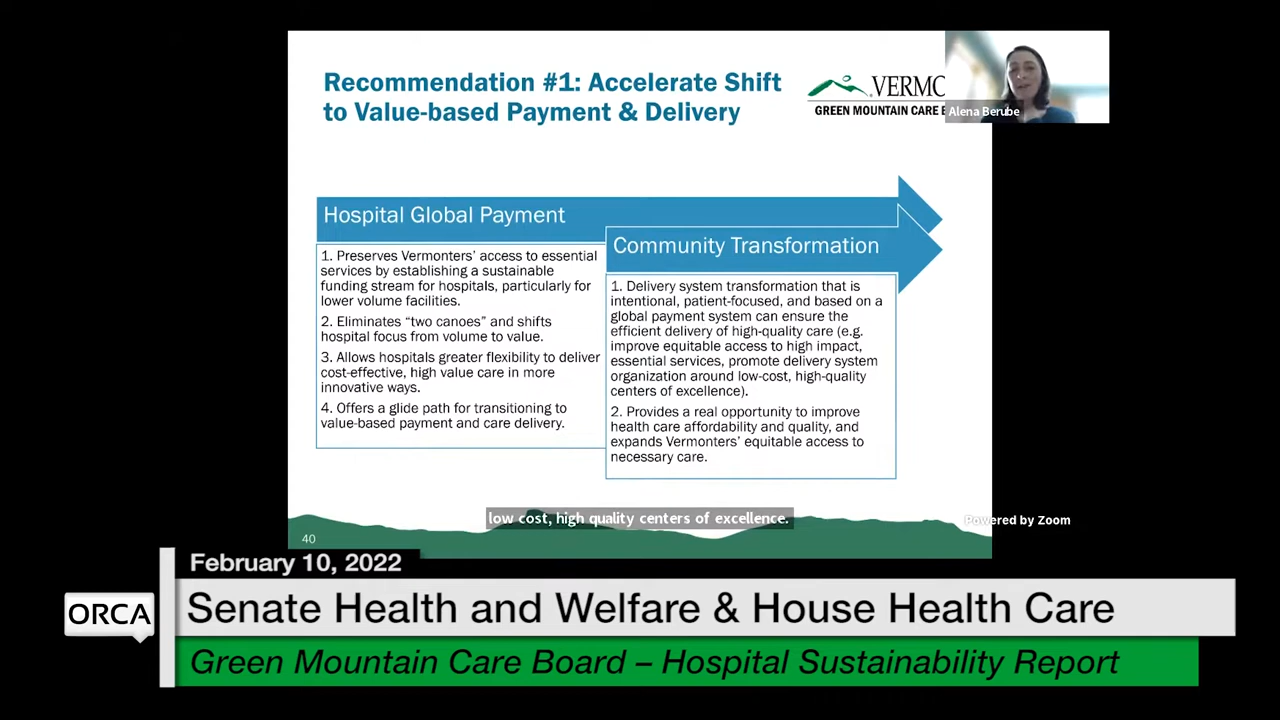 Recommendation #1: Accelerate Shift
to Value-based Payment & Delivery
VERMO
GREEN MOUNTAIN CARE B
Alena Berube
Hospital Global Payment
1. Preserves Vermonters' access to essential
services by establishing a sustainable
funding stream for hospitals, particularly for
lower volume facilities.
2. Eliminates “two canoes” and shifts
hospital focus from volume to value.
3. Allows hospitals greater flexibility to deliver
cost-effective, high value care in more
innovative ways.
4. Offers a glide path for transitioning to
value-based payment and care delivery.
Community Transformation
1. Delivery system transformation that is
intentional, patient-focused, and based on a
global payment system can ensure the
efficient delivery of high-quality care (e.g.
improve equitable access to high impact,
essential services, promote delivery system
organization around low-cost, high-quality
centers of excellence).
2. Provides a real opportunity to improve
health care affordability and quality, and
expands Vermonters' equitable access to
necessary care.
low cost, high quality centers of excellence.
Powered by Zoom
40
February 10, 2022
ORCA
Senate Health and Welfare & House Health Care
Green Mountain Care Board – Hospital Sustainability Report